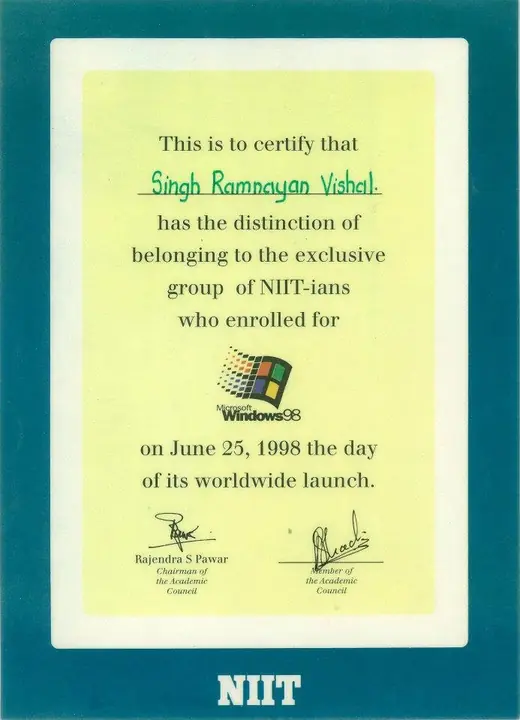 This is to certify that
Singh Ramnayan Vishal.
has the distinction of
belonging to the exclusive
group of NIIT-ians
who enrolled for
Microsoft
Windows98
on June 25, 1998 the day
of its worldwide launch.
Rajendra S Pawar
Chairman of
the Academic
Council
Member of
the Academic
Council
NIIT